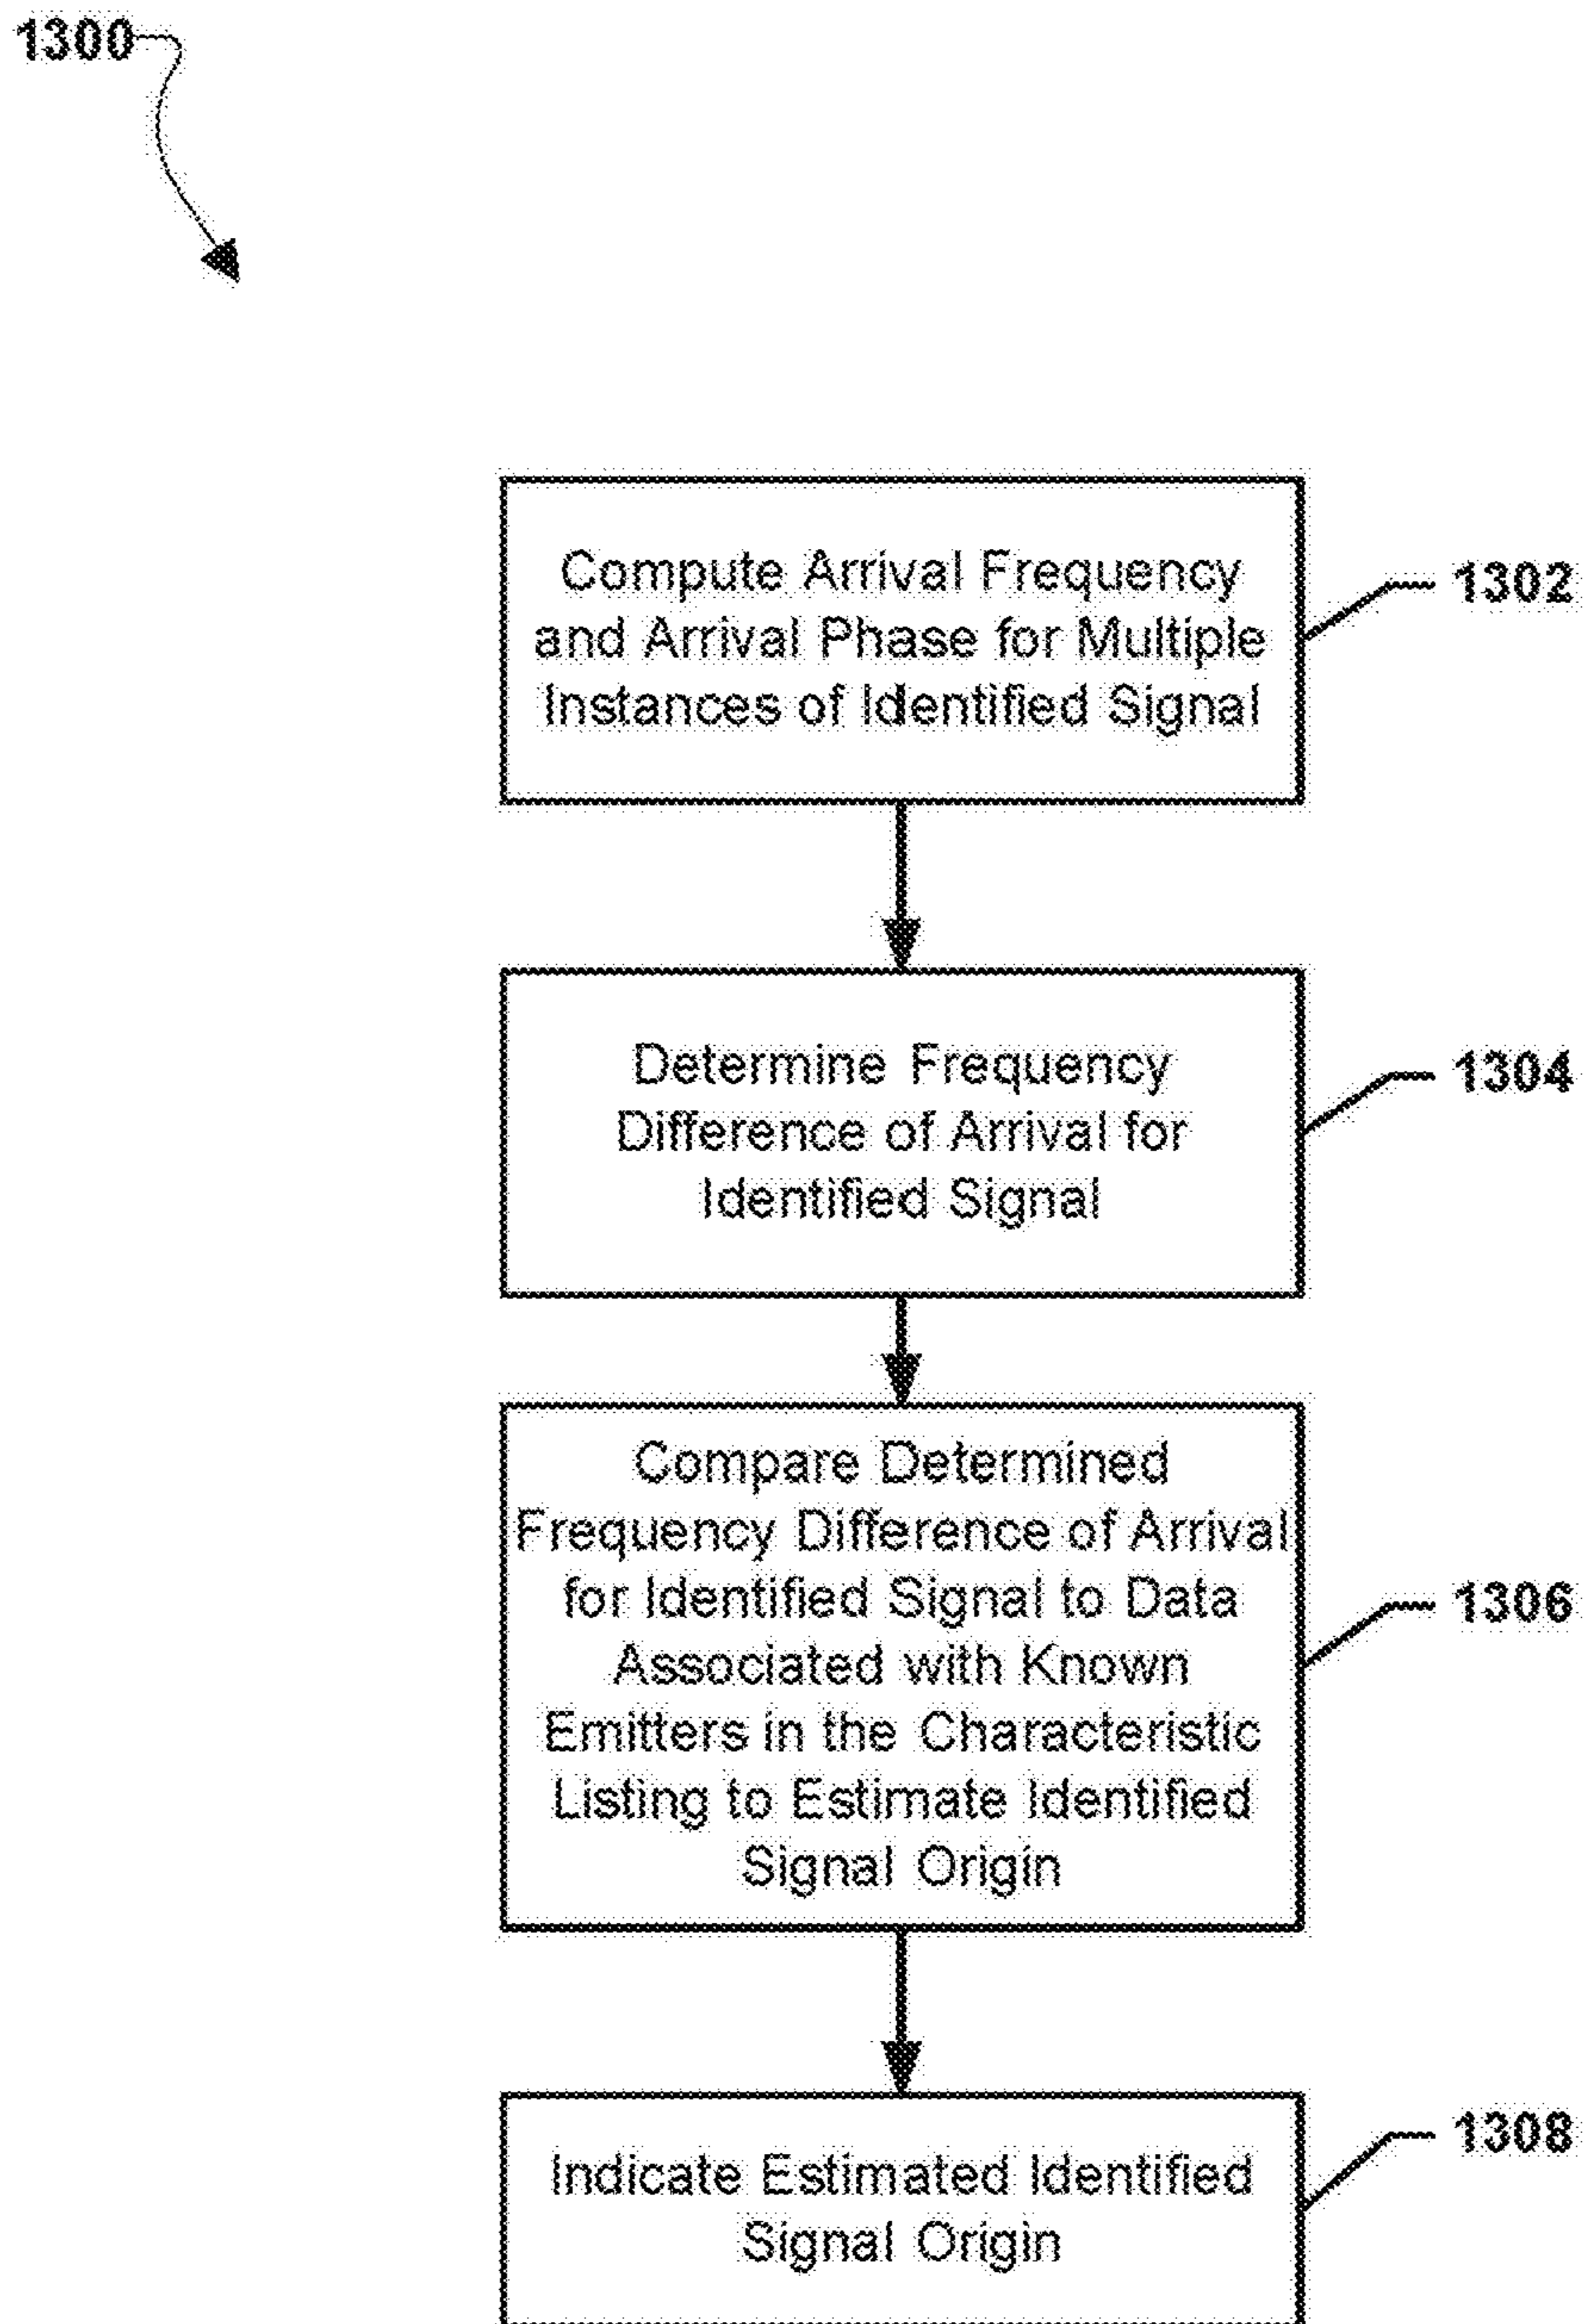 1300
Compute Arrival Frequency
and Arrival Phase for Multiple
Instances of Identified Signal
1302
Determine Frequency
Difference of Arrival for
Identified Signal
1304
Compare Determined
Frequency Difference of Arrival
for Identified Signal to Data
Associated with Known
Emitters in the Characteristic
Listing to Estimate Identified
Signal Origin
1306
Indicate Estimated Identified
Signal Origin
1308